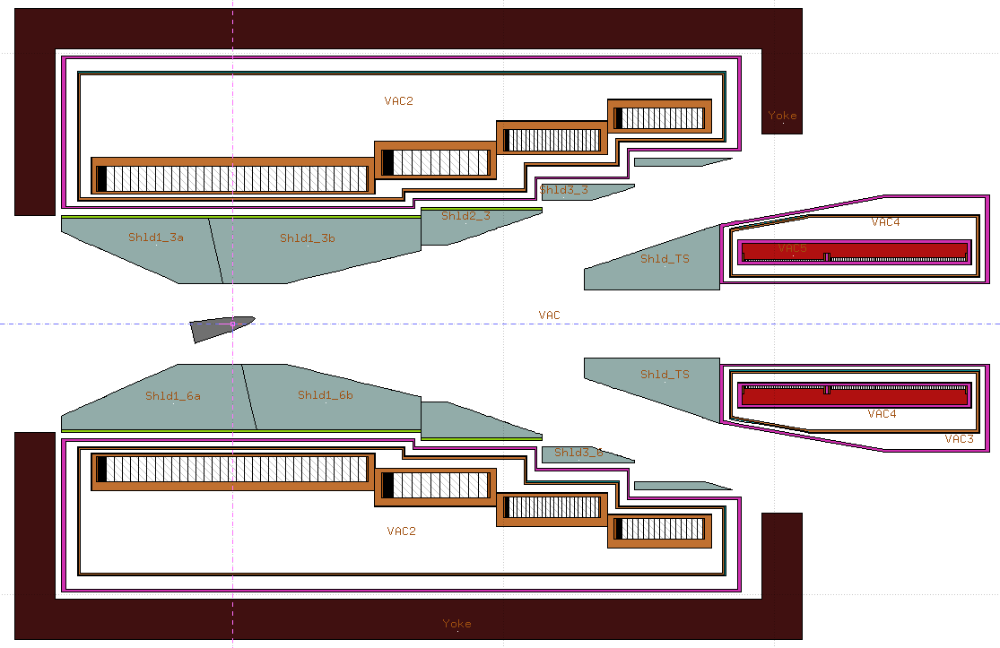 VAC2
Yoke
Shld3_3
Shld2_3
VAC4
Shld1_3a
Shld1_3b
VAC5
Shld_TS
VAC
Shld_TS
Shld1_6a
Shld1_6b
VAC4
VAC3
Shld3_6
VAC2
Yoke